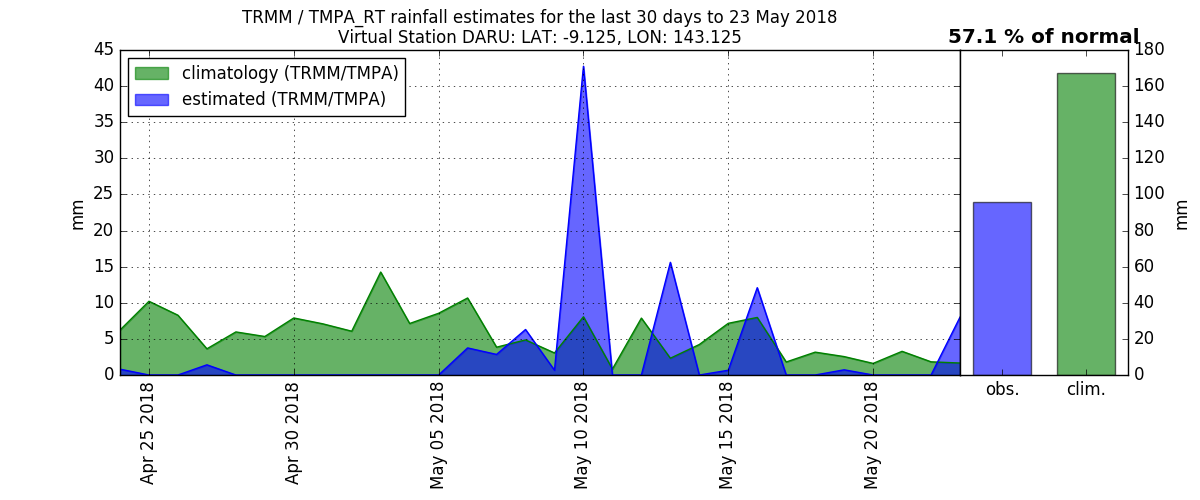 TRMM / TMPA_RT rainfall estimates for the last 30 days to 23 May 2018
Virtual Station DARU: LAT: -9.125, LON: 143.125
57.1 % of normal
climatology (TRMM/TMPA)
estimated (TRMM/TMPA)
45
40
35
30
25
20
15
10
5
0
mm
Apr 25 2018
Apr 30 2018
May 05 2018
May 10 2018
May 15 2018
May 20 2018
obs.
clim.
180
160
140
120
100
80
60
40
20
0
mm